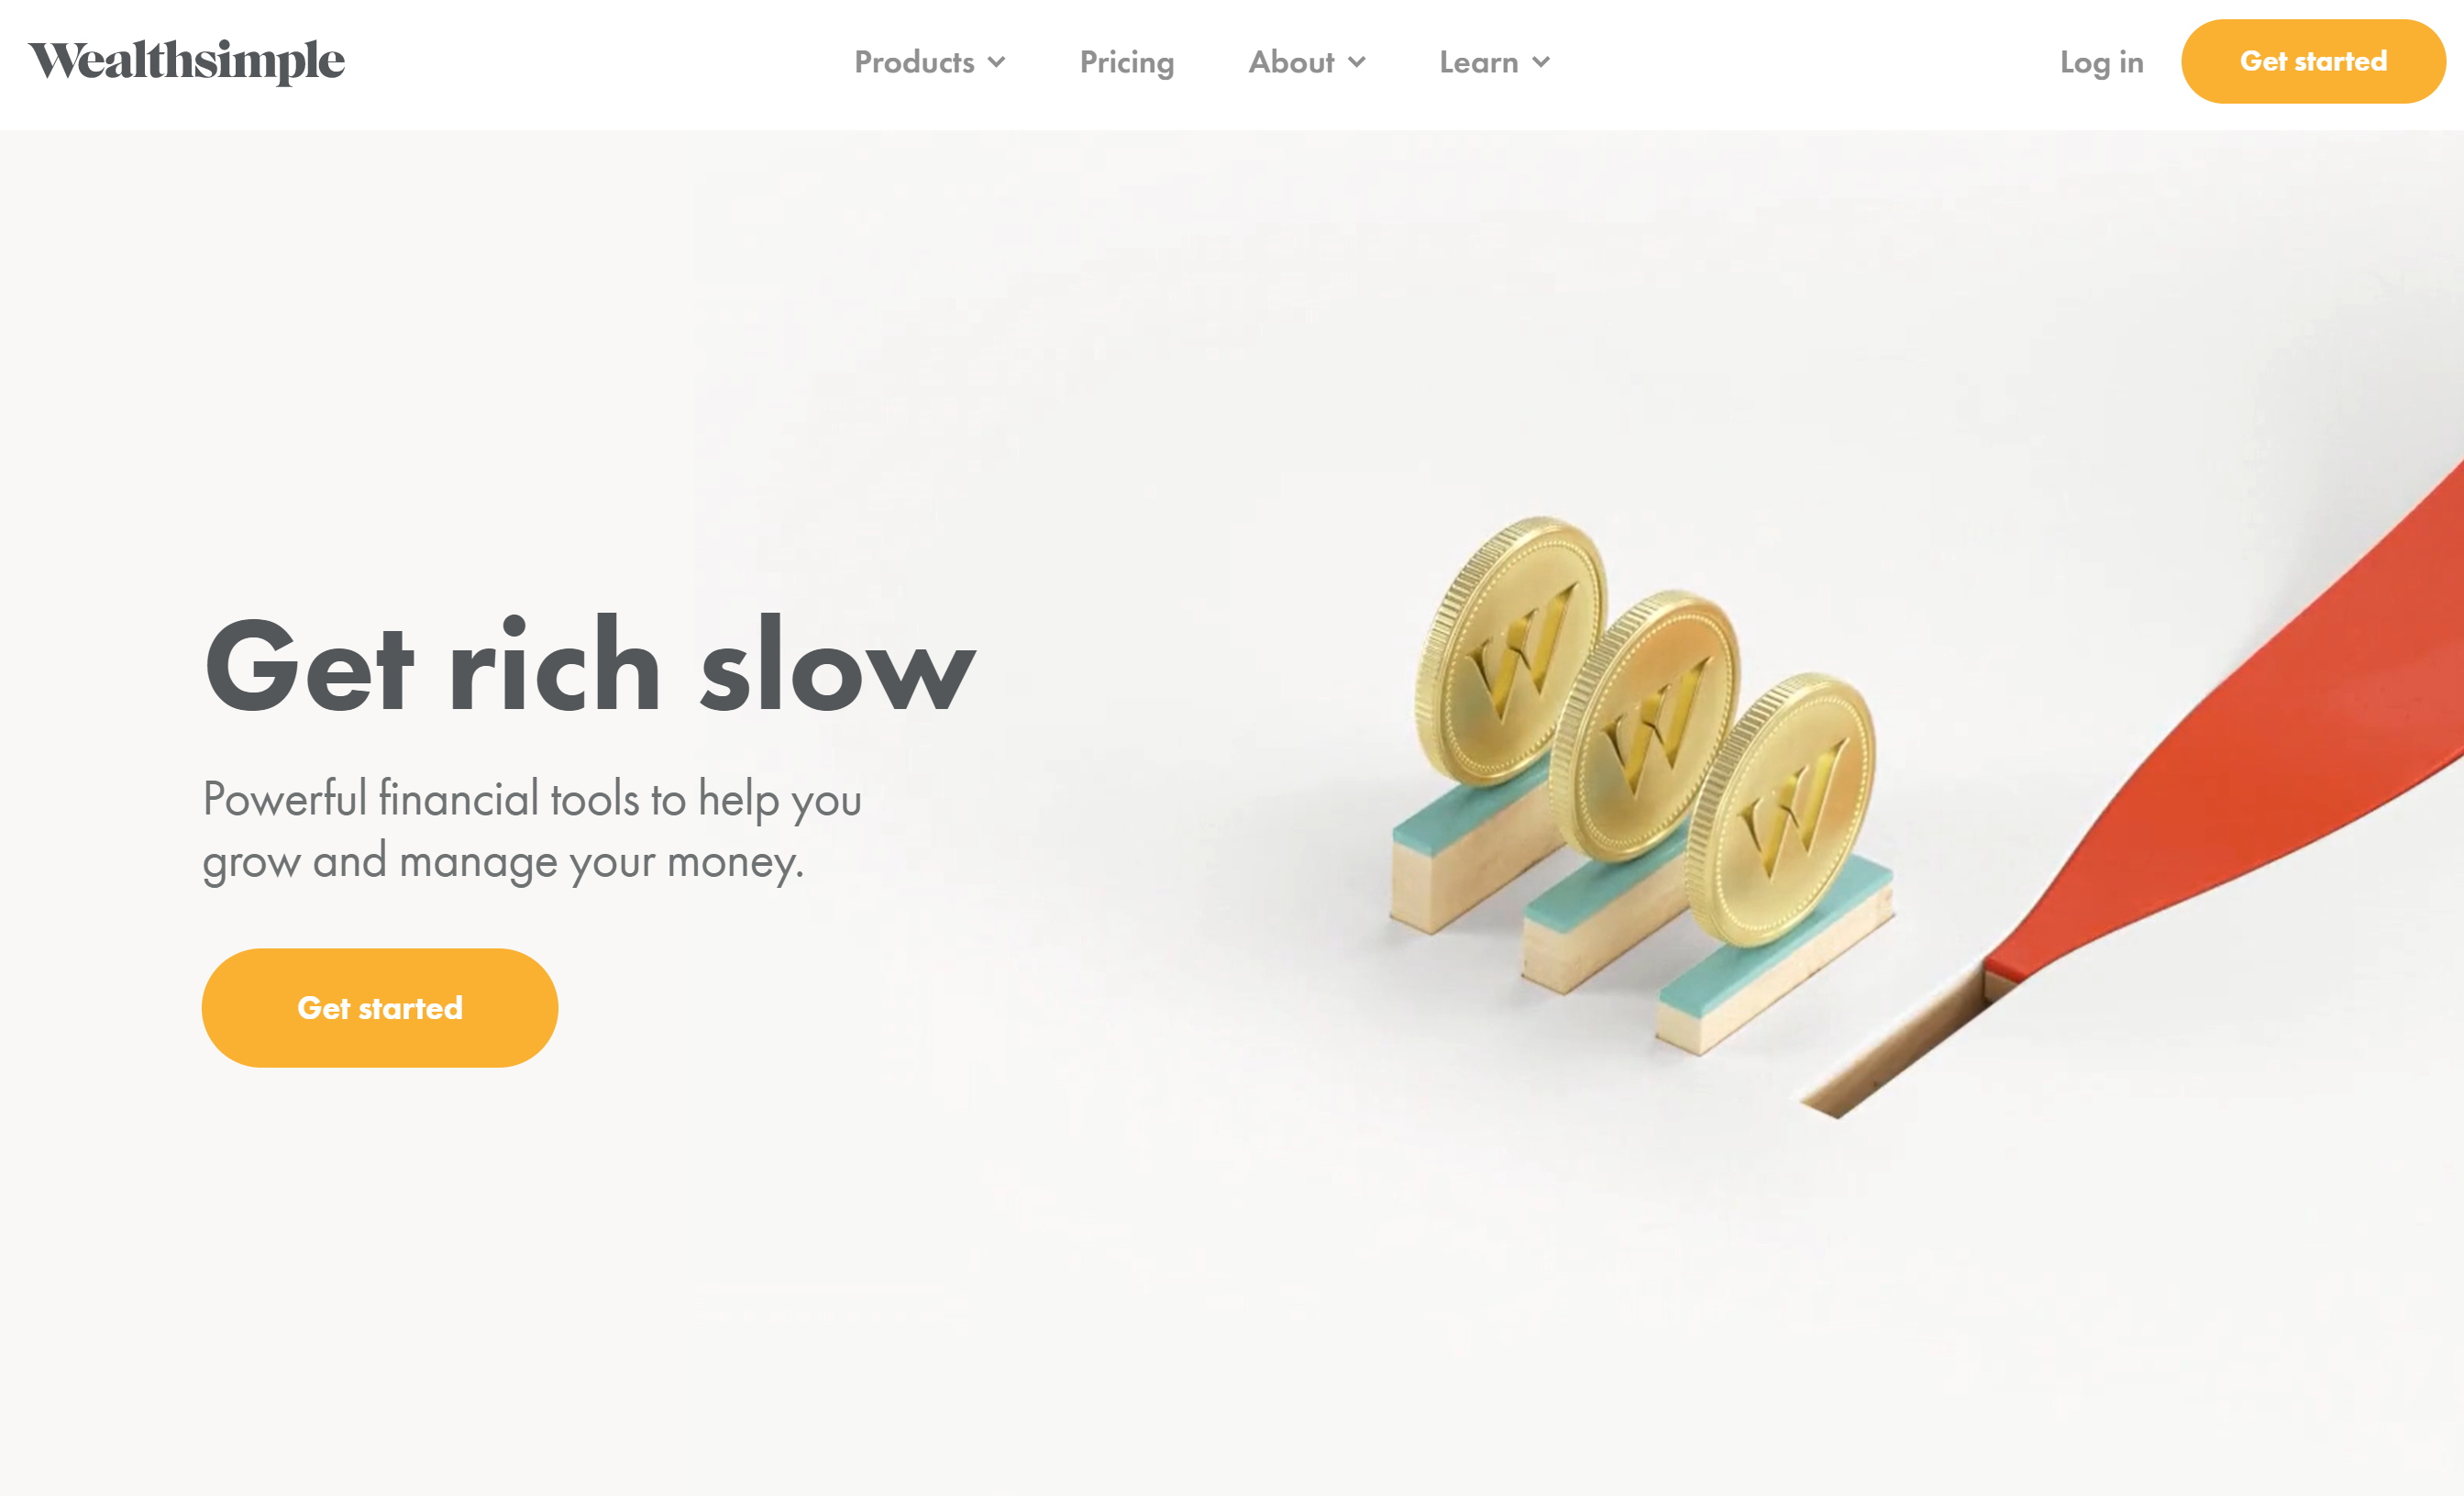 Wealthsimple
Products
Pricing
About
Learn
Log in
Get started
Get rich slow
Powerful financial tools to help you
grow and manage your money.
Get started
W
W
W